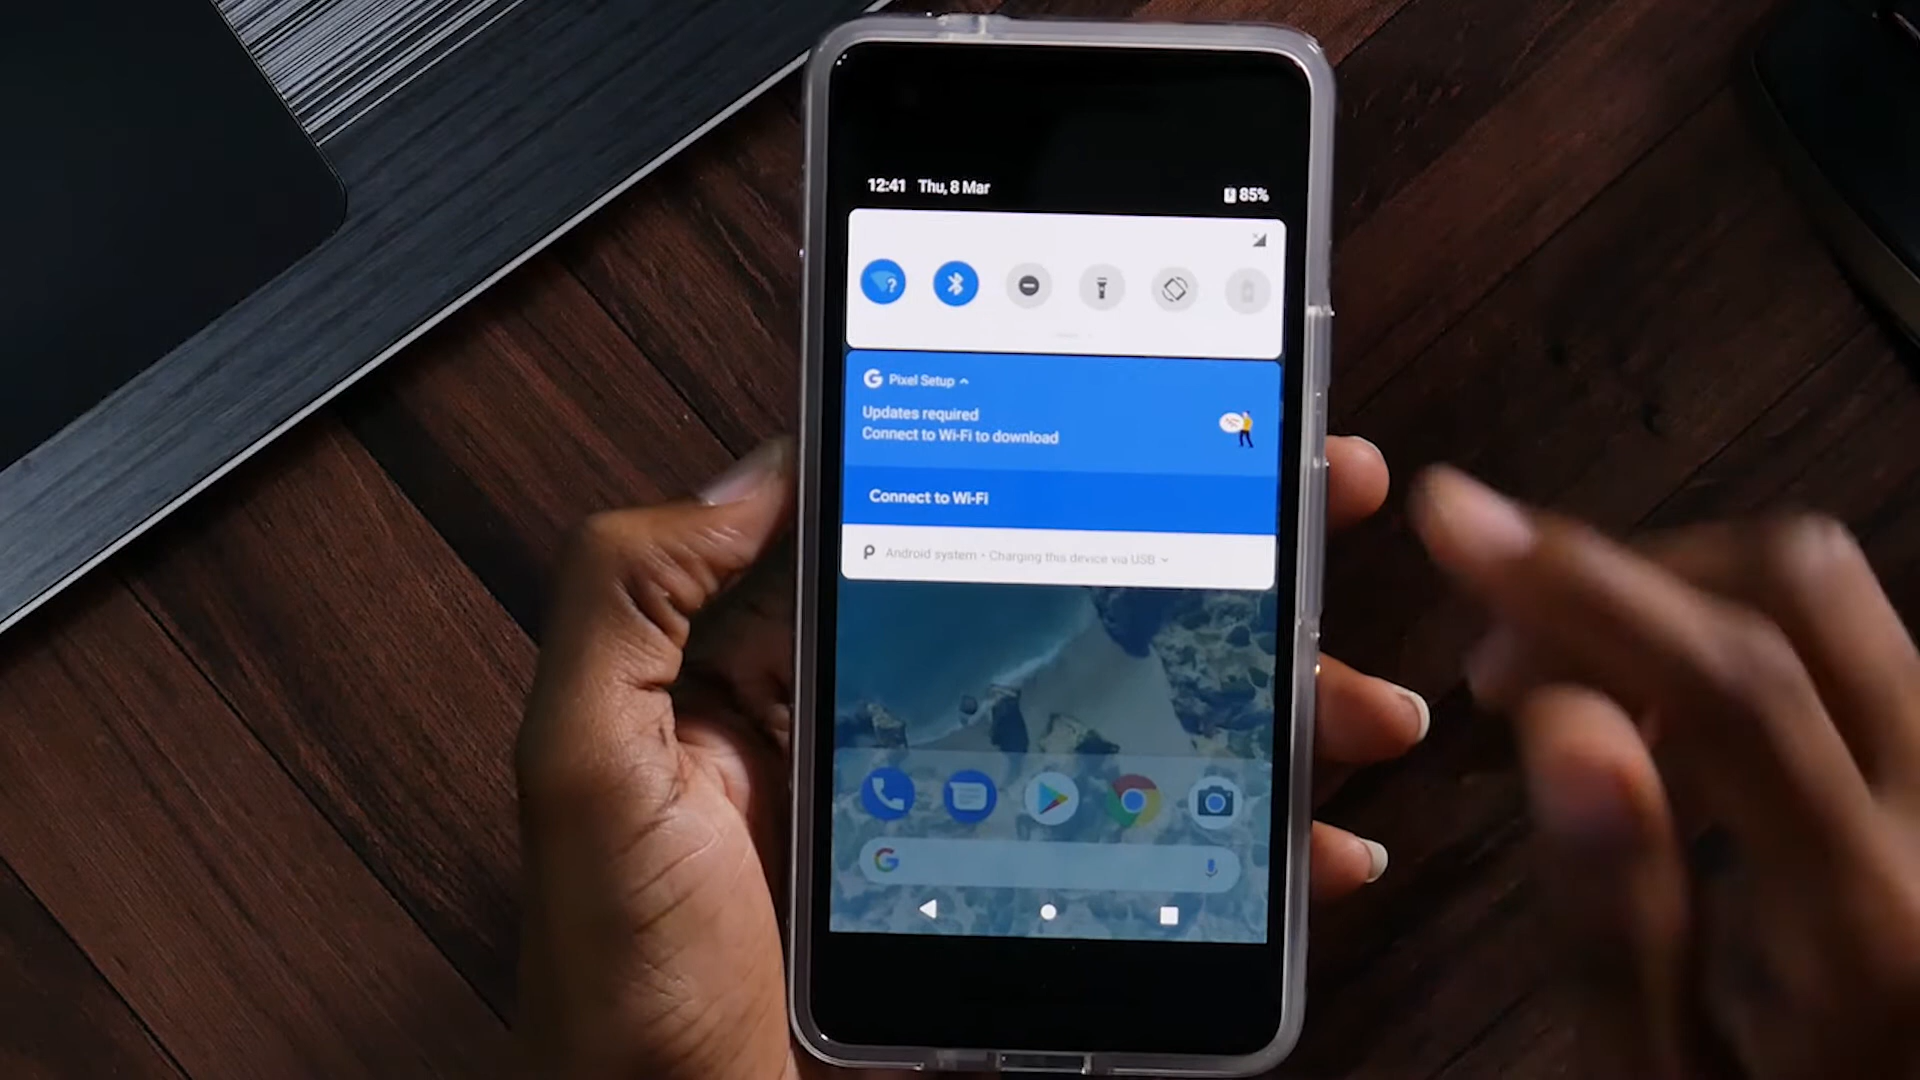 12:41 Thu, 8 Mar
85%
Pixel Setup
Updates required
Connect to Wi-Fi to download
Connect to Wi-Fi
Android system • Charging this device via USB